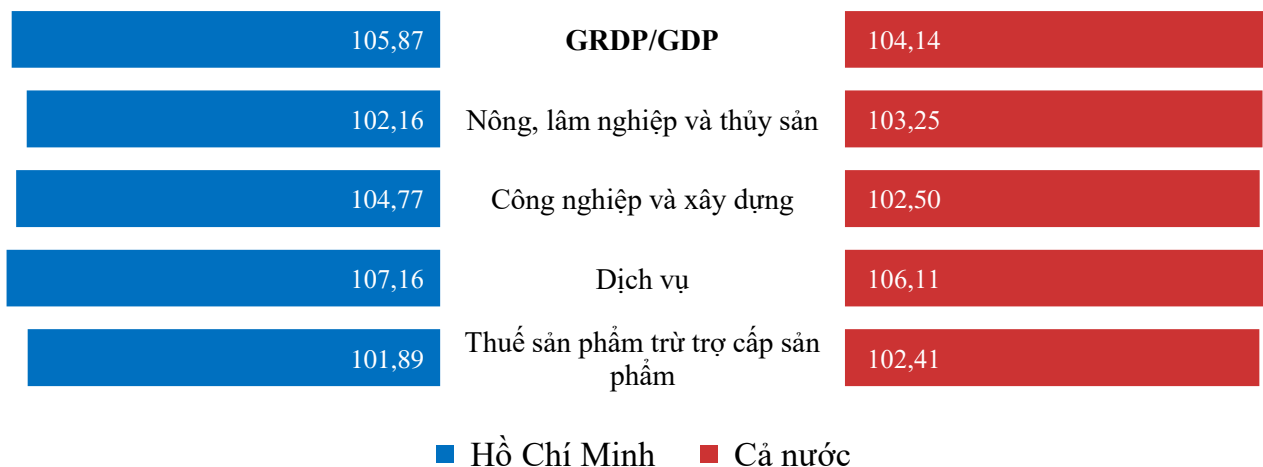 105,87 GRDP/GDP 104,14
102,16 Nông, lâm nghiệp và thủy sản 103,25
104,77 Công nghiệp và xây dựng 102,50
107,16 Dịch vụ 106,11
101,89 Thuế sản phẩm trừ trợ cấp sản 102,41
phẩm
Hồ Chí Minh Cả nước